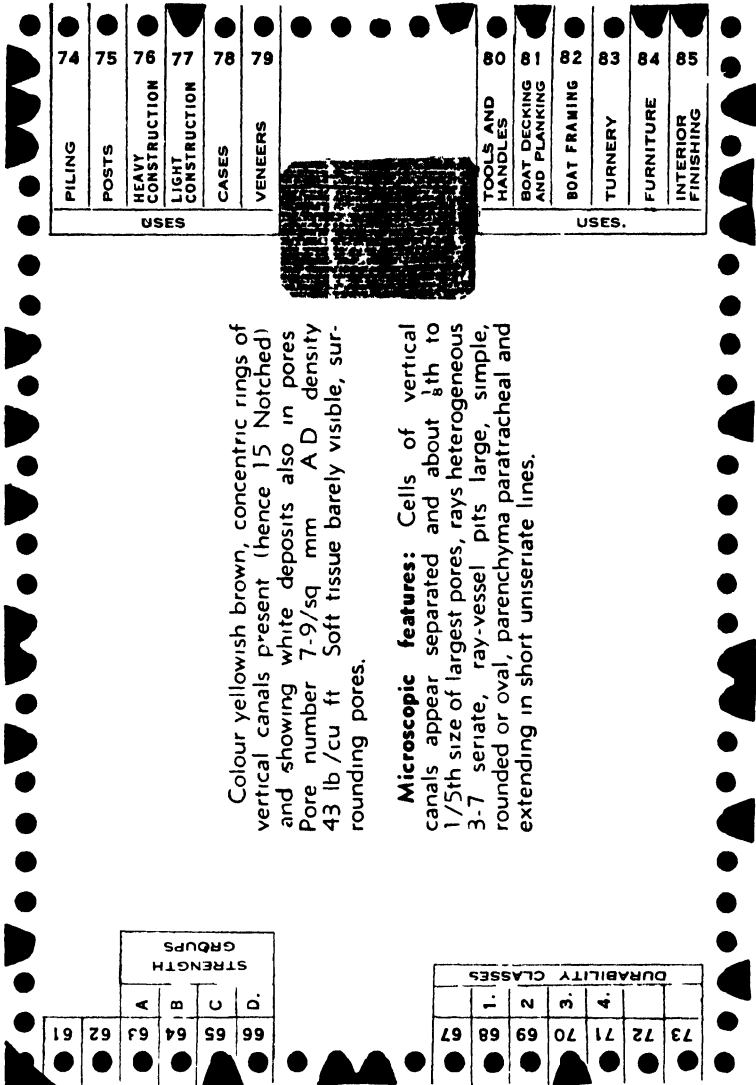 74
PILING
75
POSTS
76
HEAVY
CONSTRUCTION
77
LIGHT
CONSTRUCTION
78
CASES
79
VENEERS
USES
80
TOOLS AND
HANDLES
81
BOAT DECKING
AND PLANKING
82
BOAT FRAMING
83
TURNERY
84
FURNITURE
85
INTERIOR
FINISHING
USES.
Colour yellowish brown, concentric rings of
vertical canals present (hence 15 Notched)
and showing white deposits also in pores
Pore number 7-9/sq mm A D density
43 lb/cu ft Soft tissue barely visible, sur-
rounding pores.
Microscopic features: Cells of vertical
canals appear separated and about ⅛th to
1/5th size of largest pores, rays heterogeneous
3-7 seriate, ray-vessel pits large, simple,
rounded or oval, parenchyma paratracheal and
extending in short uniseriate lines.
STRENGTH
GROUPS
61
62
63 A
64 B
65 C
66 D.
DURABILITY CLASSES
67
68 1.
69 2
70 3.
71 4.
72
73